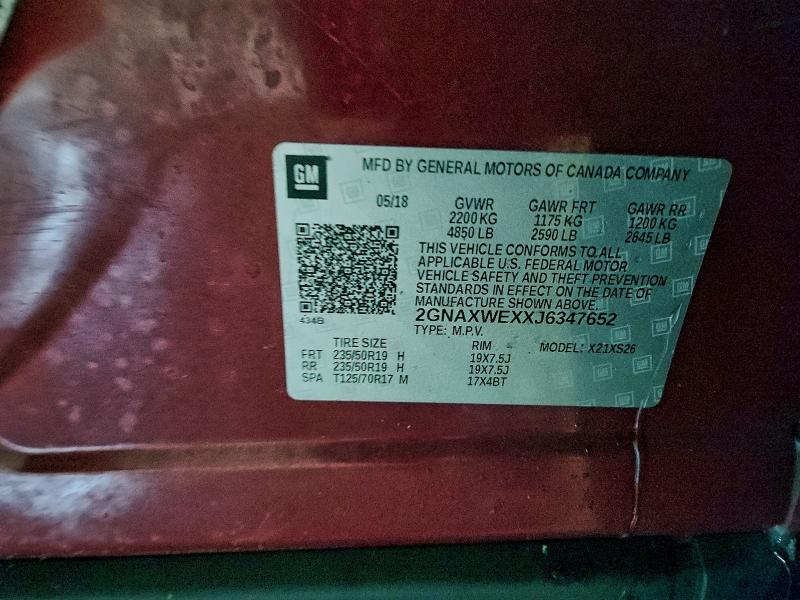 GM
MFD BY GENERAL MOTORS OF CANADA COMPANY
05/18 GVWR GAWR FRT GAWR RR
2200 KG 1175 KG 1200 KG
4850 LB 2590 LB 2645 LB
THIS VEHICLE CONFORMS TO ALL
APPLICABLE U.S. FEDERAL MOTOR
VEHICLE SAFETY AND THEFT PREVENTION
STANDARDS IN EFFECT ON THE DATE OF
MANUFACTURE SHOWN ABOVE.
2GNAXWEXXJ6347652
434B
TYPE: M.P.V.
TIRE SIZE RIM MODEL: X21XS26
FRT 235/50R19 H 19X7.5J
RR 235/50R19 H 19X7.5J
SPA T125/70R17 M 17X4BT